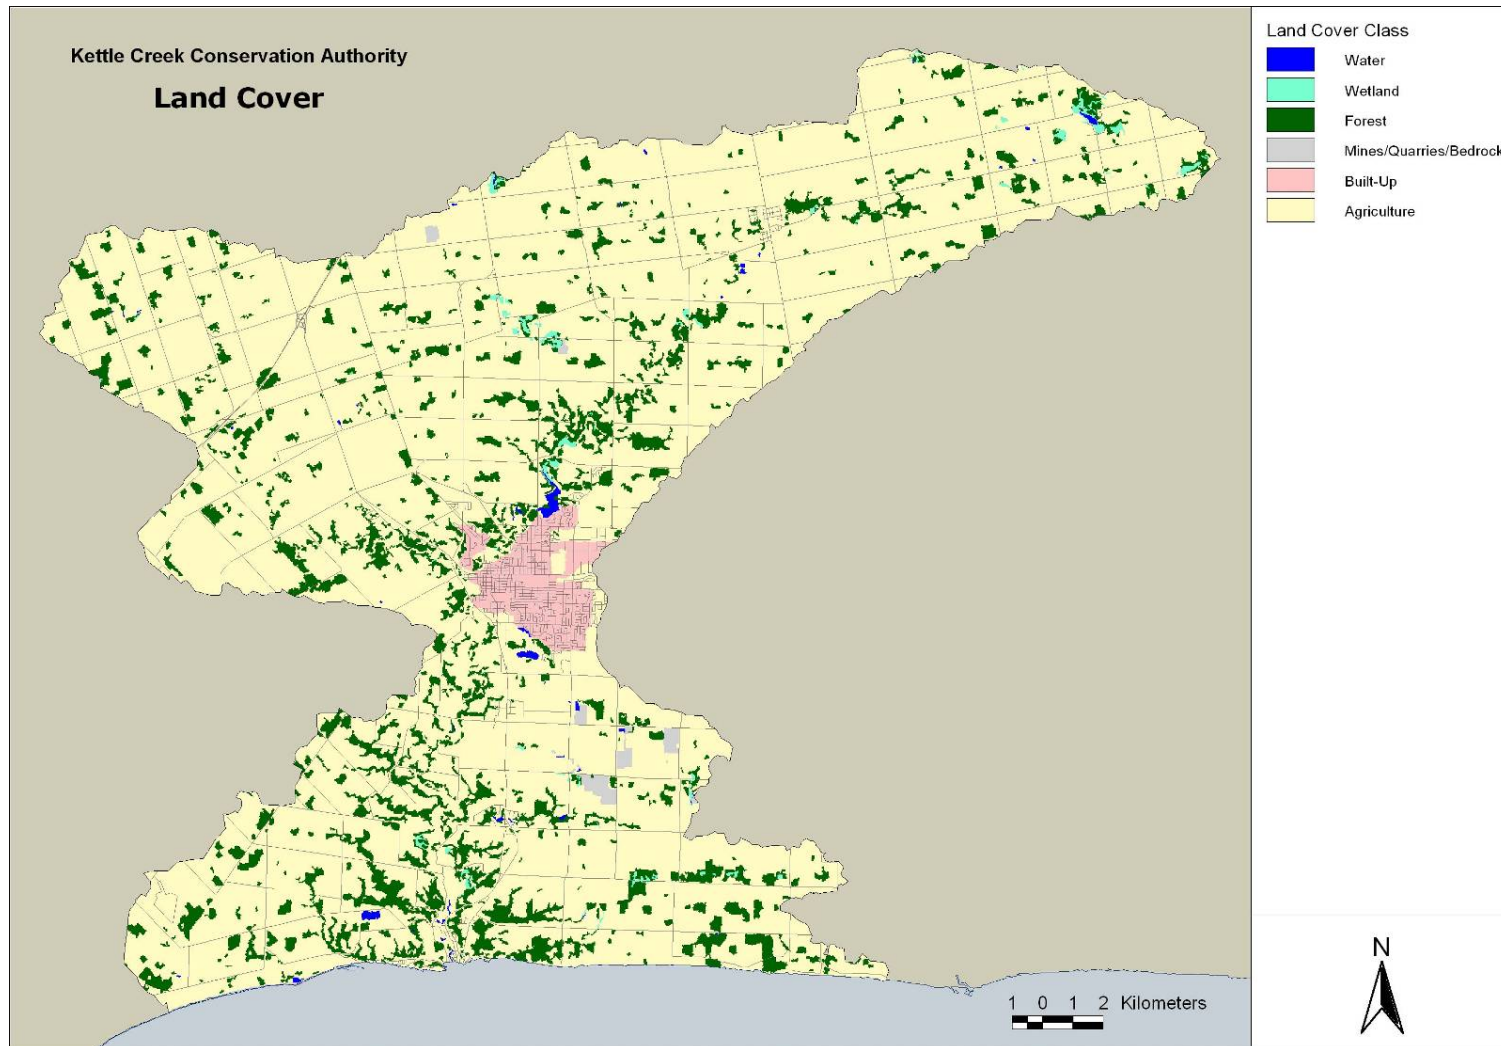 Kettle Creek Conservation Authority
Land Cover
Land Cover Class
Water
Wetland
Forest
Mines/Quarries/Bedrock
Built-Up
Agriculture
N
1 0 1 2 Kilometers